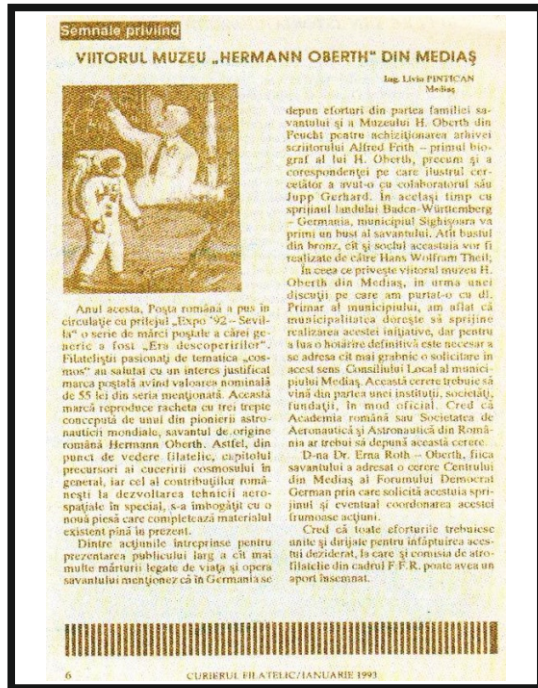 Semnale privind
VIITORUL MUZEU „HERMANN OBERTH" DIN MEDIAŞ
Ing. Liviu PINTICAN
Mediaş
Anul acesta, Poşta română a pus în
circulaţie cu prilejul „Expo '92 – Sevil-
la" o serie de mărci poştale a cărei ge-
neric a fost „Era descoperirilor".
Filateliştii pasionaţi de tematica „cos-
mos" au salutat cu un interes justificat
marca poştală avînd valoarea nominală
de 55 lei din seria menţionată. Această
marcă reproduce racheta cu trei trepte
concepută de unul din pionierii astro-
nauticii mondiale, savantul de origine
română Hermann Oberth. Astfel, din
punct de vedere filatelic, capitolul
precursori ai cuceririi cosmosului în
general, iar cel al contribuţiilor româ-
neşti la dezvoltarea tehnicii aero-
spaţiale în special, s-a îmbogăţit cu o
nouă piesă care completează materialul
existent pînă în prezent.
Dintre acţiunile întreprinse pentru
prezentarea publicului larg a cît mai
multe mărturii legate de viaţa şi opera
savantului menţionez că în Germania se
depun eforturi din partea familiei sa-
vantului şi a Muzeului H. Oberth din
Feucht pentru achiziţionarea arhivei
scriitorului Alfred Frith – primul bio-
graf al lui H. Oberth, precum şi a
corespondenţei pe care ilustrul cer-
cetător a avut-o cu colaboratorul său
Jupp Gerhard. În acelaşi timp cu
sprijinul landului Baden-Württemberg
– Germania, municipiul Sighişoara va
primi un bust al savantului. Atît bustul
din bronz, cît şi soclul acestuia vor fi
realizate de către Hans Wolfram Theil;
În ceea ce priveşte viitorul muzeu H.
Oberth din Mediaş, în urma unei
discuţii pe care am purtat-o cu dl.
Primar al municipiului, am aflat că
municipalitatea doreşte să sprijine
realizarea acestei iniţiative, dar pentru
a lua o hotărîre definitivă este necesar a
se adresa cît mai grabnic o solicitare în
acest sens Consiliului Local al munici-
piului Mediaş. Această cerere trebuie să
vină din partea unei instituţii, societăţi,
fundaţii, în mod oficial. Cred că
Academia română sau Societatea de
Aeronautică şi Astronautică din Româ-
nia ar trebui să depună această cerere.
D-na Dr. Erna Roth – Oberth, fiica
savantului a adresat o cerere Centrului
din Mediaş al Forumului Democrat
German prin care solicită acestuia spri-
jinul şi eventual coordonarea acestei
frumoase acţiuni.
Cred că toate eforturile trebuiesc
unite şi dirijate pentru înfăptuirea aces-
tui deziderat, la care şi comisia de atro-
filatelie din cadrul F.F.R. poate avea un
aport însemnat.
6
CURIERUL FILATELIC/IANUARIE 1993